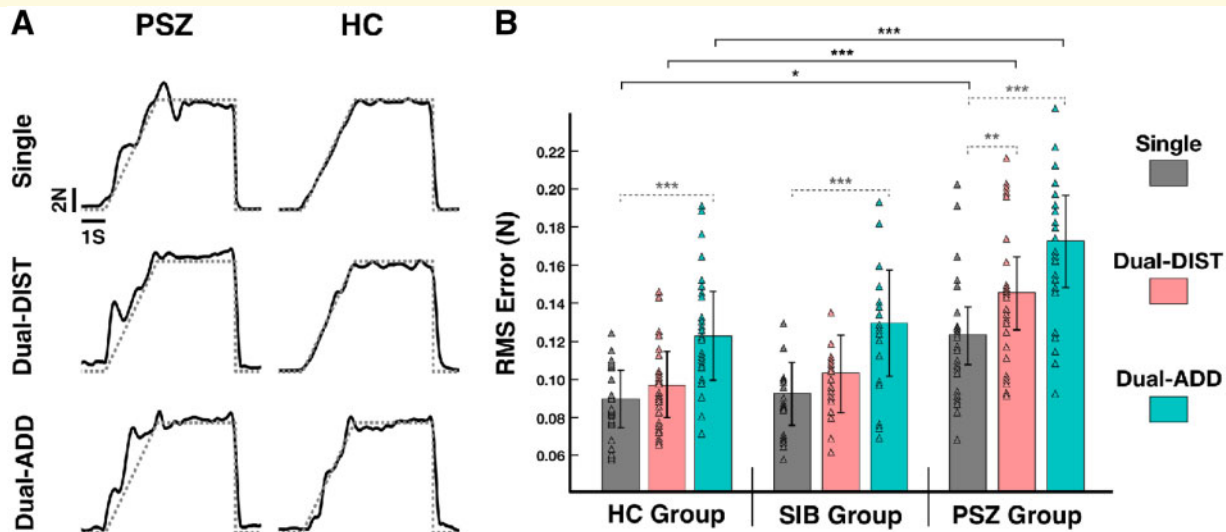 A
PSZ
HC
Single
2N
1S
Dual-DIST
Dual-ADD
B
RMS Error (N)
0.22
0.20
0.18
0.16
0.14
0.12
0.10
0.08
0.06
***
***
*
***
***
***
**
HC Group
SIB Group
PSZ Group
Single
Dual-DIST
Dual-ADD